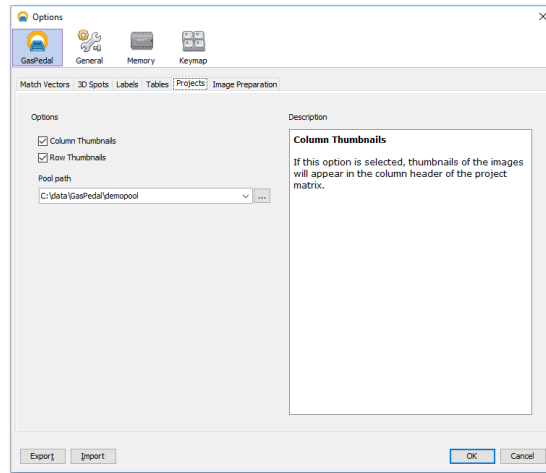 Options
GasPedal
General
Memory
Keymap
Match Vectors
3D Spots
Labels
Tables
Projects
Image Preparation
Options
Column Thumbnails
Row Thumbnails
Pool path
C:\data\GasPedal\demopool
...
Description
Column Thumbnails
If this option is selected, thumbnails of the images
will appear in the column header of the project
matrix.
Export
Import
OK
Cancel